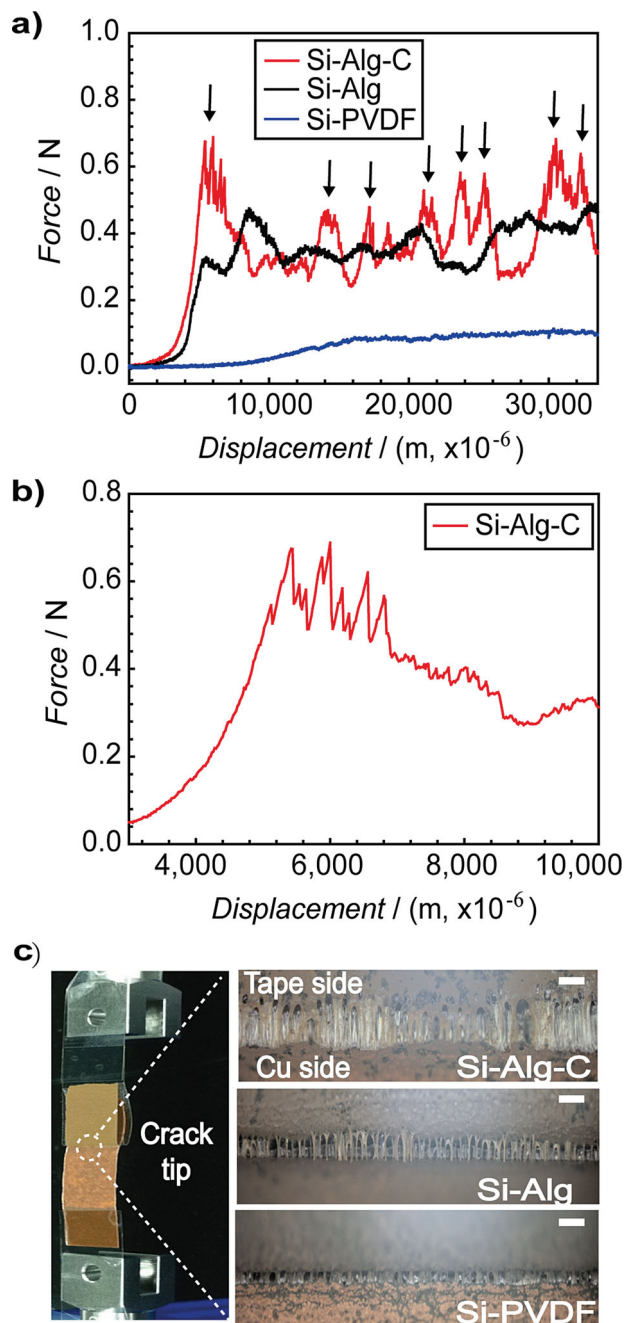 a)
1.0
0.8
0.6
0.4
0.2
0.0
Force / N
Si-Alg-C
Si-Alg
Si-PVDF
0
10,000
20,000
30,000
Displacement / (m, x10-6)
b)
0.8
0.6
0.4
0.2
0.0
Force / N
Si-Alg-C
4,000
6,000
8,000
10,000
Displacement / (m, x10-6)
c)
Crack
tip
Tape side
Cu side
Si-Alg-C
Si-Alg
Si-PVDF